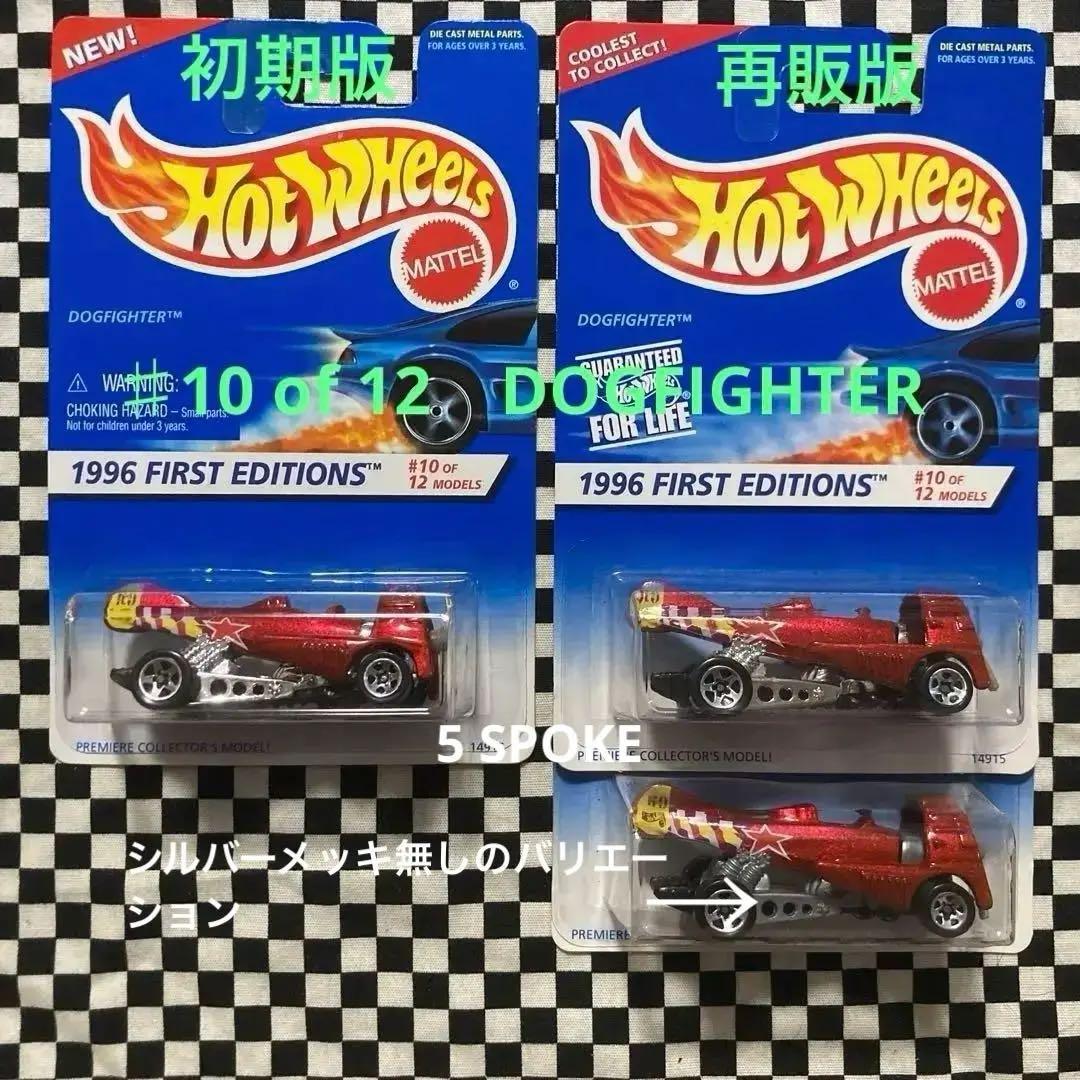 NEW!
初期版
DIE CAST METAL PARTS.
FOR AGES OVER 3 YEARS.
HOT WHEELS
MATTEL
®
DOGFIGHTER™
⚠ WARNING:
CHOKING HAZARD – Small parts.
Not for children under 3 years.
1996 FIRST EDITIONS™
#10 OF
12 MODELS
PREMIERE COLLECTOR'S MODEL!
COOLEST
TO COLLECT!
再販版
DIE CAST METAL PARTS.
FOR AGES OVER 3 YEARS.
HOT WHEELS
MATTEL
®
DOGFIGHTER™
GUARANTEED
HOT WHEELS
FOR LIFE
1996 FIRST EDITIONS™
#10 OF
12 MODELS
COLLECTOR'S MODEL!
14915
#10 of 12 DOGFIGHTER
5 SPOKE
シルバーメッキ無しのバリエー
ション
PREMIERE